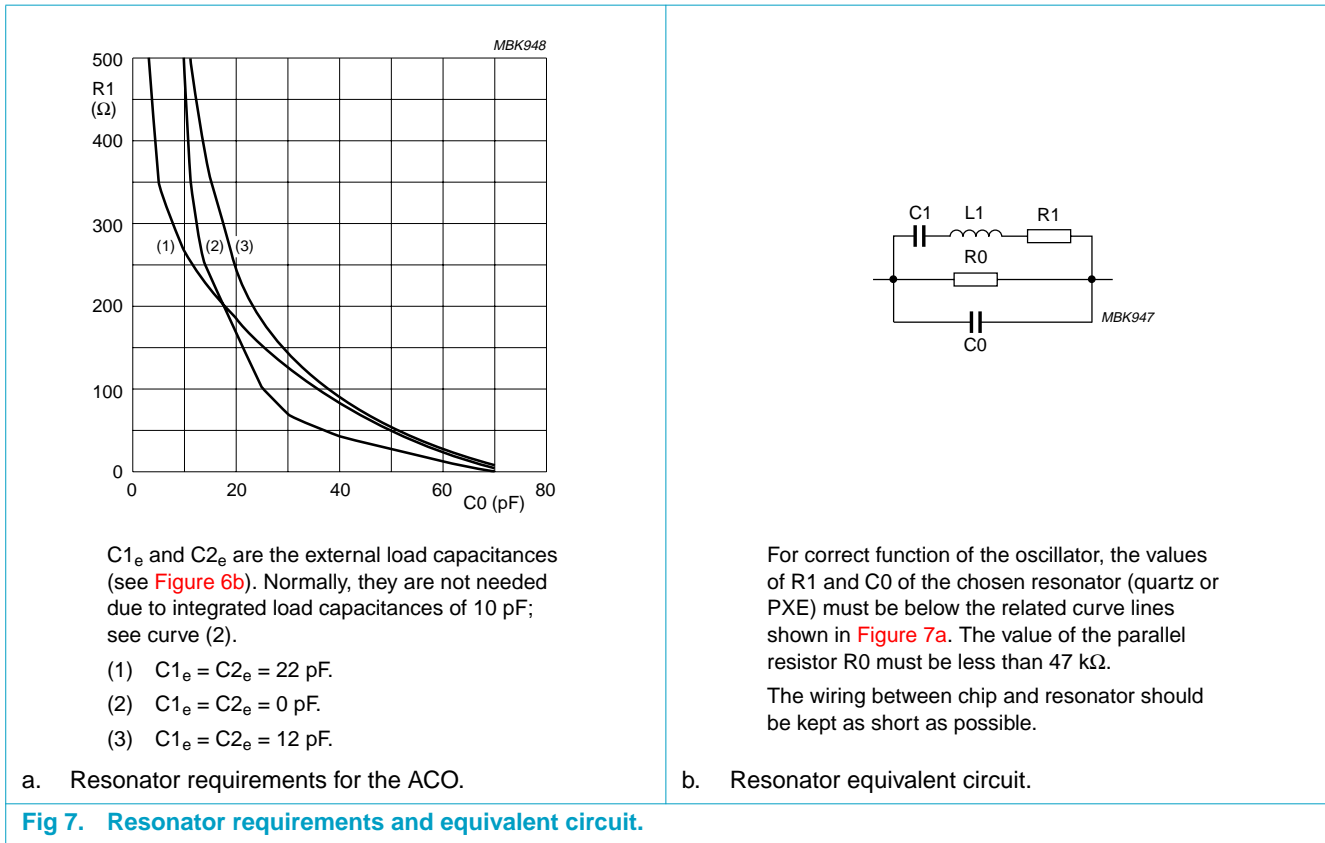 MBK948
500
R1
(Ω)
400
300
(1) (2) (3)
200
100
0
0 20 40 60 80
C0 (pF)
C1e and C2e are the external load capacitances
(see Figure 6b). Normally, they are not needed
due to integrated load capacitances of 10 pF;
see curve (2).
(1) C1e = C2e = 22 pF.
(2) C1e = C2e = 0 pF.
(3) C1e = C2e = 12 pF.
a. Resonator requirements for the ACO.
C1 L1 R1
R0
MBK947
C0
For correct function of the oscillator, the values
of R1 and C0 of the chosen resonator (quartz or
PXE) must be below the related curve lines
shown in Figure 7a. The value of the parallel
resistor R0 must be less than 47 kΩ.
The wiring between chip and resonator should
be kept as short as possible.
b. Resonator equivalent circuit.
Fig 7. Resonator requirements and equivalent circuit.